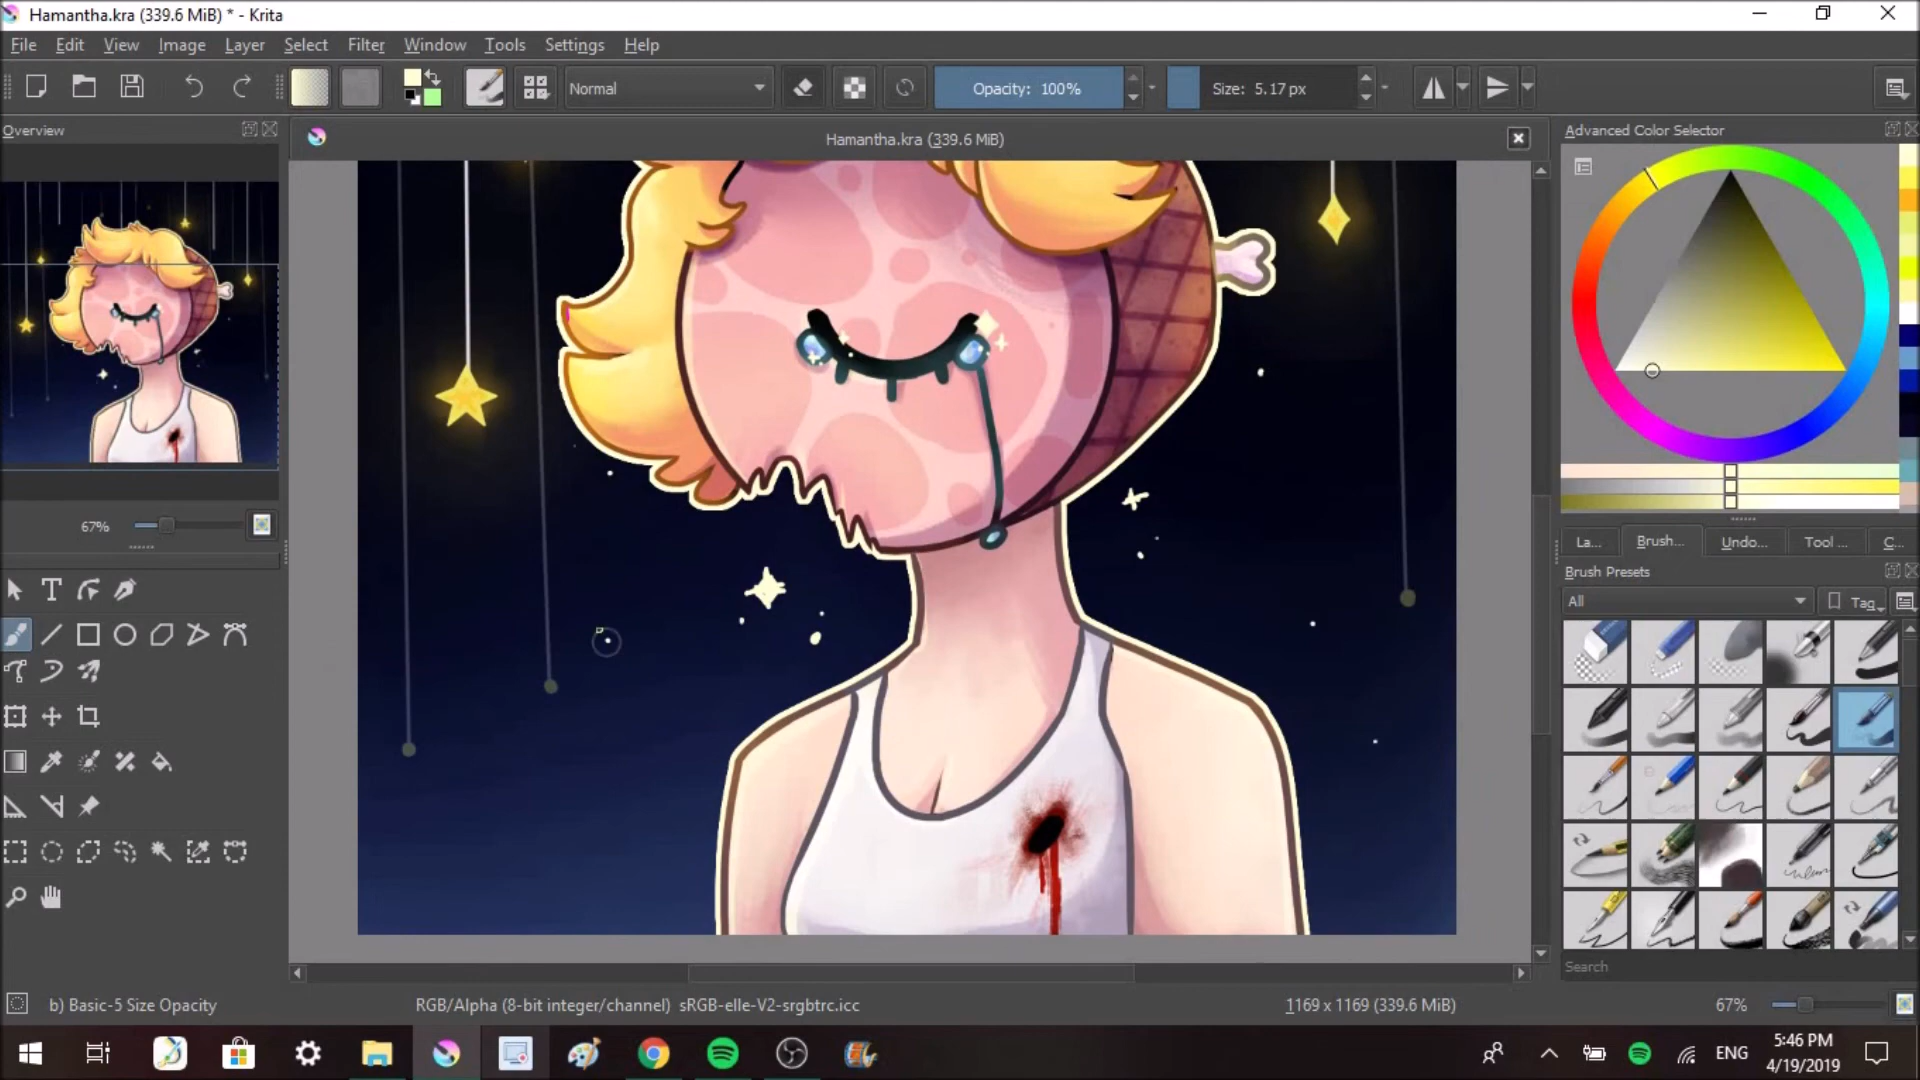 Hamantha.kra (339.6 MiB) * - Krita
File Edit View Image Layer Select Filter Window Tools Settings Help
Normal
Opacity: 100%
Size: 5.17 px
Overview
Hamantha.kra (339.6 MiB)
Advanced Color Selector
67%
La...
Brush...
Undo...
Tool ...
C...
Brush Presets
All
Tag
Search
b) Basic-5 Size Opacity
RGB/Alpha (8-bit integer/channel) sRGB-elle-V2-srgbtrc.icc
1169 x 1169 (339.6 MiB)
67%
ENG
5:46 PM
4/19/2019